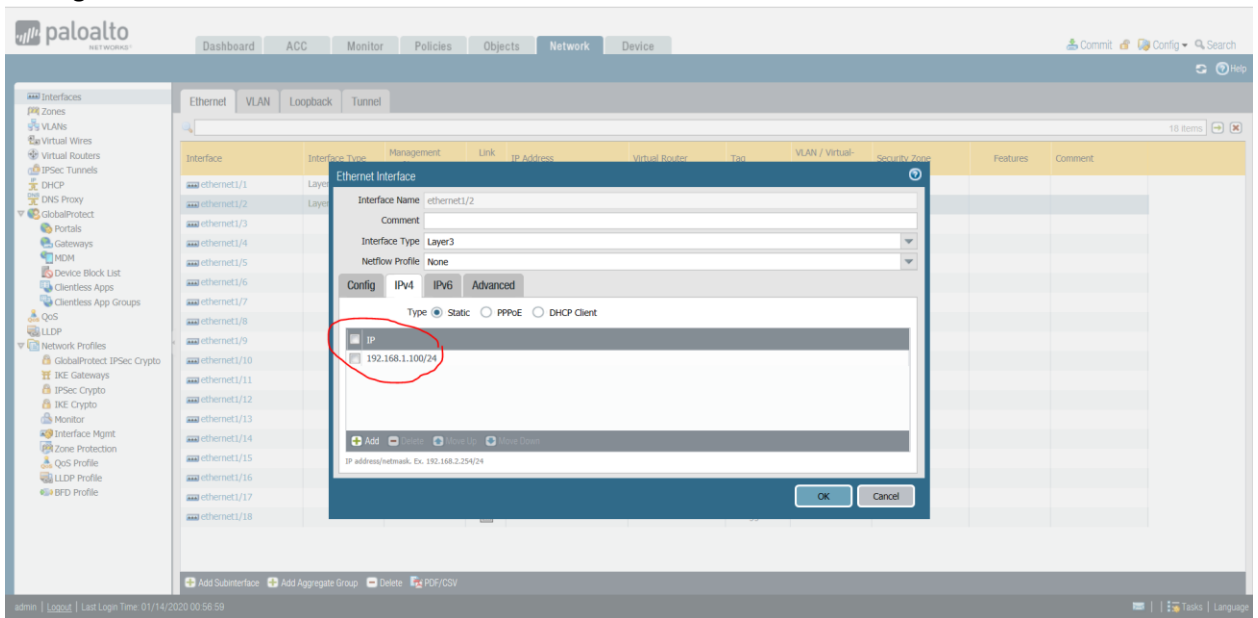 paloalto
NETWORKS
Dashboard ACC Monitor Policies Objects Network Device
Commit Config Search
Help
Interfaces
Zones
VLANs
Virtual Wires
Virtual Routers
IPSec Tunnels
DHCP
DNS Proxy
GlobalProtect
Portals
Gateways
MDM
Device Block List
Clientless Apps
Clientless App Groups
QoS
LLDP
Network Profiles
GlobalProtect IPSec Crypto
IKE Gateways
IPSec Crypto
IKE Crypto
Monitor
Interface Mgmt
Zone Protection
QoS Profile
LLDP Profile
BFD Profile
Ethernet VLAN Loopback Tunnel
18 items
Interface Interface Type Management Link IP Address Virtual Router Tag VLAN / Virtual- Security Zone Features Comment
ethernet1/1 Layer
ethernet1/2 Layer
ethernet1/3
ethernet1/4
ethernet1/5
ethernet1/6
ethernet1/7
ethernet1/8
ethernet1/9
ethernet1/10
ethernet1/11
ethernet1/12
ethernet1/13
ethernet1/14
ethernet1/15
ethernet1/16
ethernet1/17
ethernet1/18
Ethernet Interface
Interface Name ethernet1/2
Comment
Interface Type Layer3
Netflow Profile None
Config IPv4 IPv6 Advanced
Type Static PPPoE DHCP Client
IP
192.168.1.100/24
Add Delete Move Up Move Down
IP address/netmask. Ex. 192.168.2.254/24
OK Cancel
Add Subinterface Add Aggregate Group Delete PDF/CSV
admin | Logout | Last Login Time: 01/14/2020 00:56:59
Tasks | Language